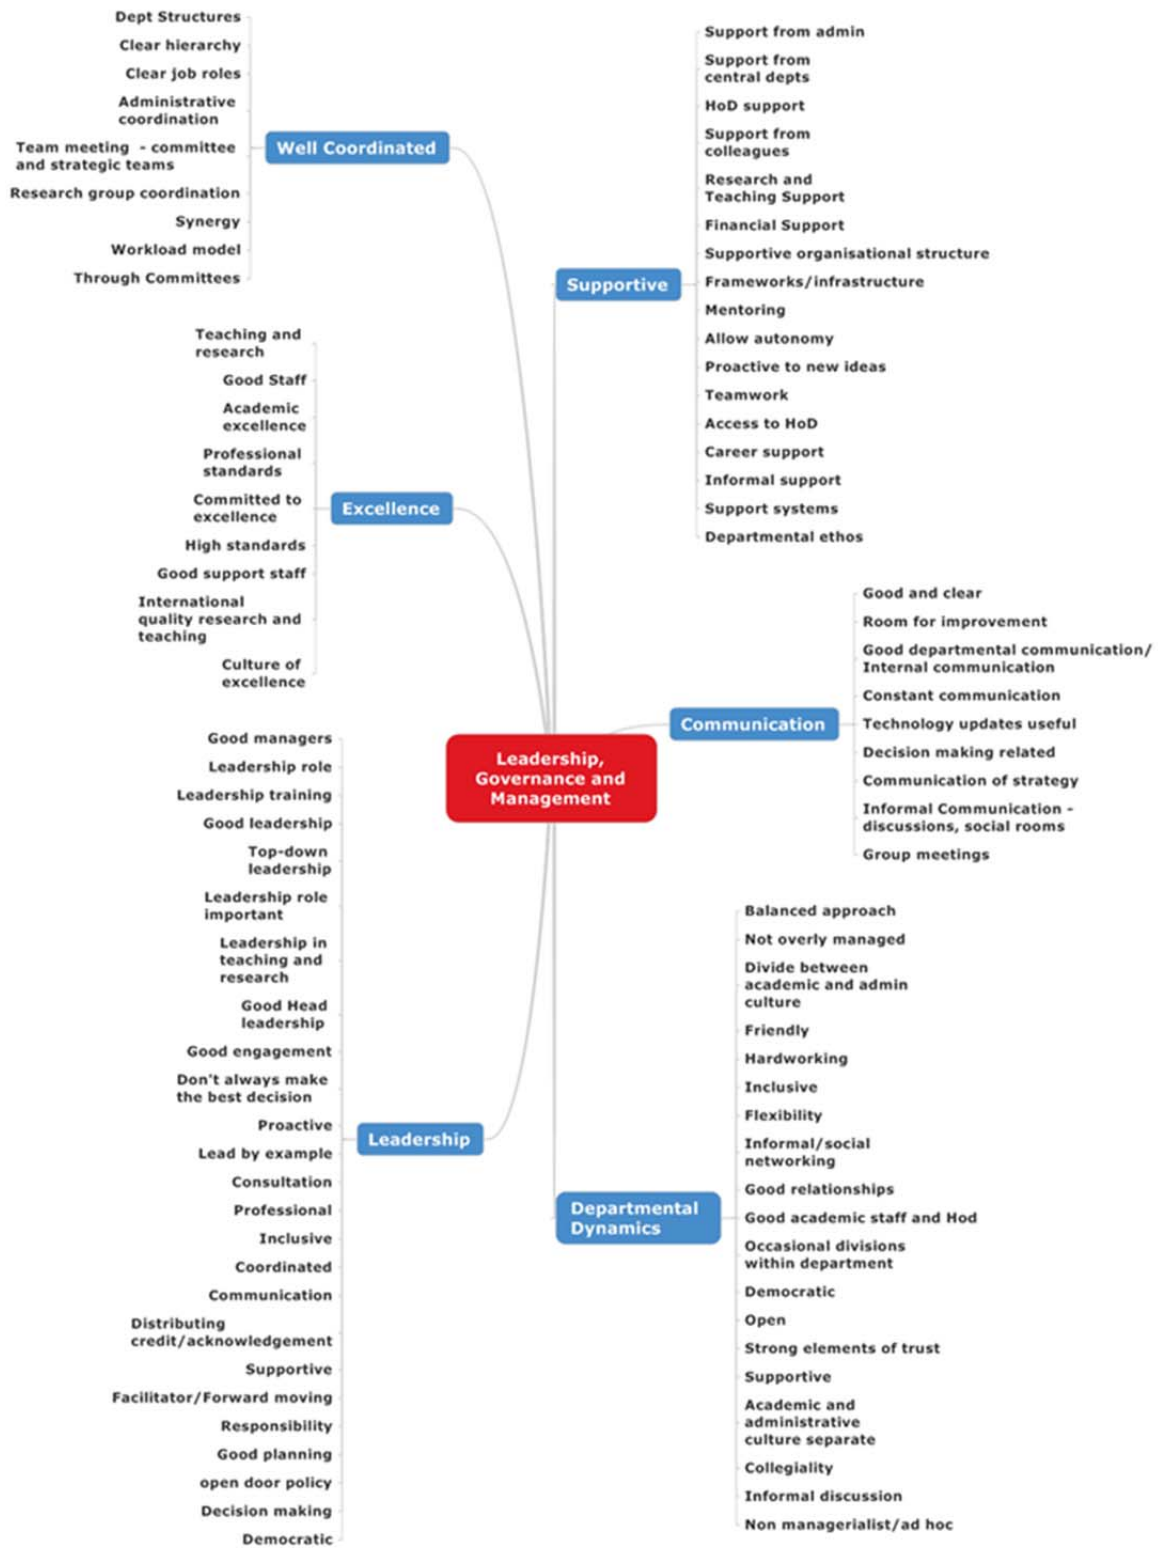 Dept Structures
Clear hierarchy
Clear job roles
Administrative
coordination
Team meeting - committee
and strategic teams
Research group coordination
Synergy
Workload model
Through Committees
Well Coordinated
Teaching and
research
Good Staff
Academic
excellence
Professional
standards
Committed to
excellence
High standards
Good support staff
International
quality research and
teaching
Culture of
excellence
Excellence
Good managers
Leadership role
Leadership training
Good leadership
Top-down
leadership
Leadership role
important
Leadership in
teaching and
research
Good Head
leadership
Good engagement
Don't always make
the best decision
Proactive
Lead by example
Consultation
Professional
Inclusive
Coordinated
Communication
Distributing
credit/acknowledgement
Supportive
Facilitator/Forward moving
Responsibility
Good planning
open door policy
Decision making
Democratic
Leadership
Leadership,
Governance and
Management
Supportive
Support from admin
Support from
central depts
HoD support
Support from
colleagues
Research and
Teaching Support
Financial Support
Supportive organisational structure
Frameworks/infrastructure
Mentoring
Allow autonomy
Proactive to new ideas
Teamwork
Access to HoD
Career support
Informal support
Support systems
Departmental ethos
Communication
Good and clear
Room for improvement
Good departmental communication/
Internal communication
Constant communication
Technology updates useful
Decision making related
Communication of strategy
Informal Communication -
discussions, social rooms
Group meetings
Departmental
Dynamics
Balanced approach
Not overly managed
Divide between
academic and admin
culture
Friendly
Hardworking
Inclusive
Flexibility
Informal/social
networking
Good relationships
Good academic staff and Hod
Occasional divisions
within department
Democratic
Open
Strong elements of trust
Supportive
Academic and
administrative
culture separate
Collegiality
Informal discussion
Non managerialist/ad hoc